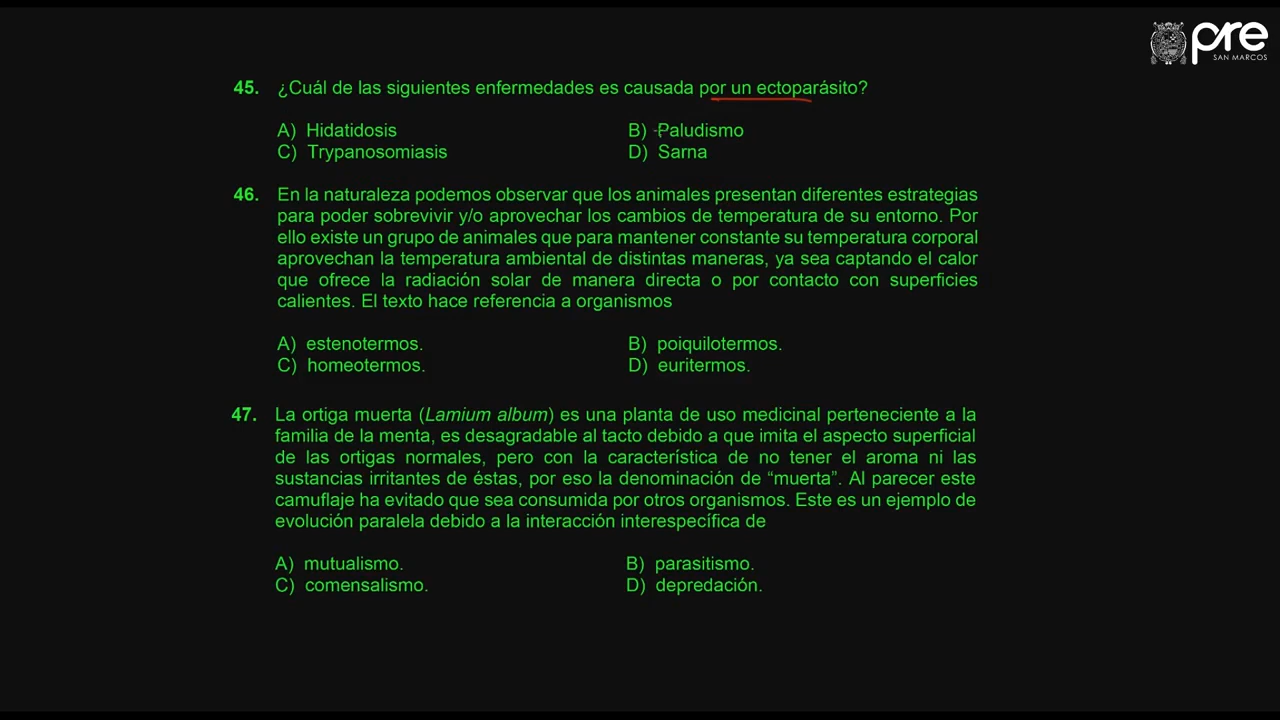 pre
SAN MARCOS
45. ¿Cuál de las siguientes enfermedades es causada por un ectoparásito?
A) Hidatidosis B) Paludismo
C) Trypanosomiasis D) Sarna
46. En la naturaleza podemos observar que los animales presentan diferentes estrategias
para poder sobrevivir y/o aprovechar los cambios de temperatura de su entorno. Por
ello existe un grupo de animales que para mantener constante su temperatura corporal
aprovechan la temperatura ambiental de distintas maneras, ya sea captando el calor
que ofrece la radiación solar de manera directa o por contacto con superficies
calientes. El texto hace referencia a organismos
A) estenotermos. B) poiquilotermos.
C) homeotermos. D) euritermos.
47. La ortiga muerta (Lamium album) es una planta de uso medicinal perteneciente a la
familia de la menta, es desagradable al tacto debido a que imita el aspecto superficial
de las ortigas normales, pero con la característica de no tener el aroma ni las
sustancias irritantes de éstas, por eso la denominación de “muerta”. Al parecer este
camuflaje ha evitado que sea consumida por otros organismos. Este es un ejemplo de
evolución paralela debido a la interacción interespecífica de
A) mutualismo. B) parasitismo.
C) comensalismo. D) depredación.